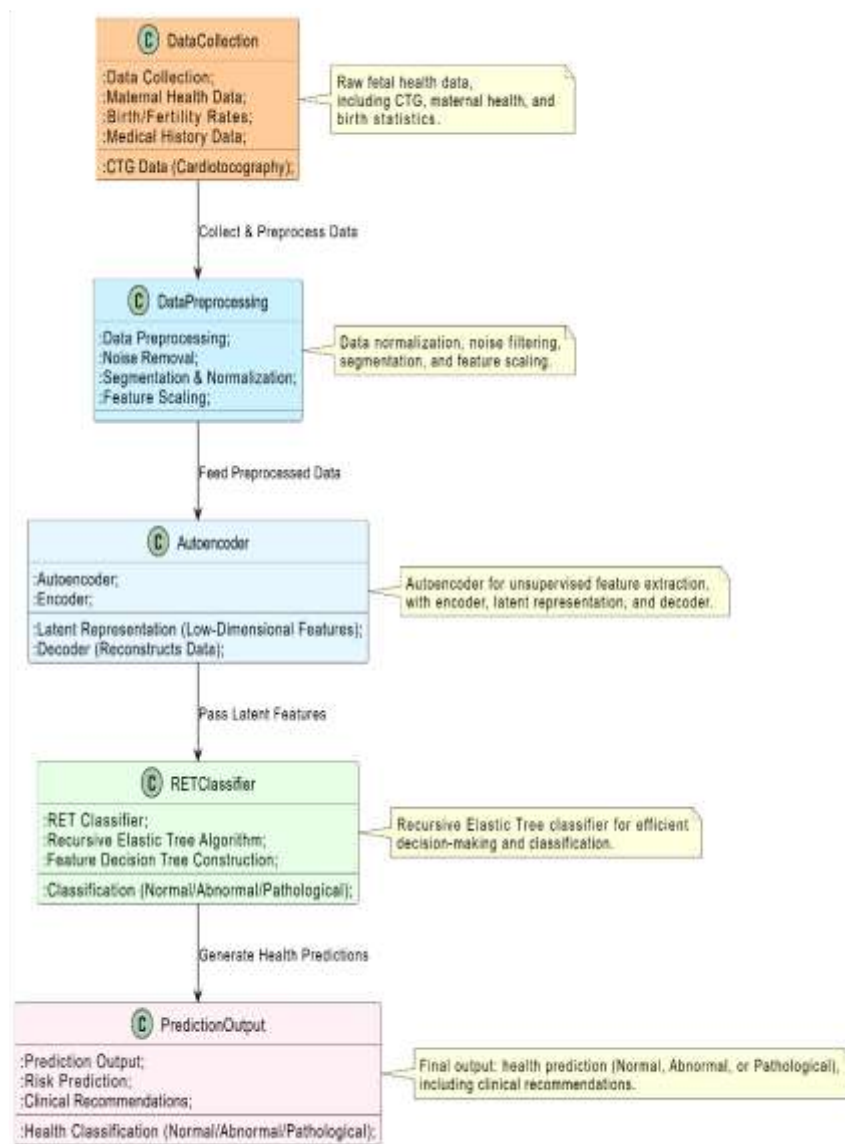 C DataCollection
:Data Collection;
:Maternal Health Data;
:Birth/Fertility Rates;
:Medical History Data;
:CTG Data (Cardiotocography);
Raw fetal health data,
including CTG, maternal health, and
birth statistics.
Collect & Preprocess Data
C DataPreprocessing
:Data Preprocessing;
:Noise Removal;
:Segmentation & Normalization;
:Feature Scaling;
Data normalization, noise filtering,
segmentation, and feature scaling.
Feed Preprocessed Data
C Autoencoder
:Autoencoder;
:Encoder;
:Latent Representation (Low-Dimensional Features);
:Decoder (Reconstructs Data);
Autoencoder for unsupervised feature extraction,
with encoder, latent representation, and decoder.
Pass Latent Features
C RETClassifier
:RET Classifier;
:Recursive Elastic Tree Algorithm;
:Feature Decision Tree Construction;
:Classification (Normal/Abnormal/Pathological);
Recursive Elastic Tree classifier for efficient
decision-making and classification.
Generate Health Predictions
C PredictionOutput
:Prediction Output;
:Risk Prediction;
:Clinical Recommendations;
:Health Classification (Normal/Abnormal/Pathological);
Final output: health prediction (Normal, Abnormal, or Pathological),
including clinical recommendations.